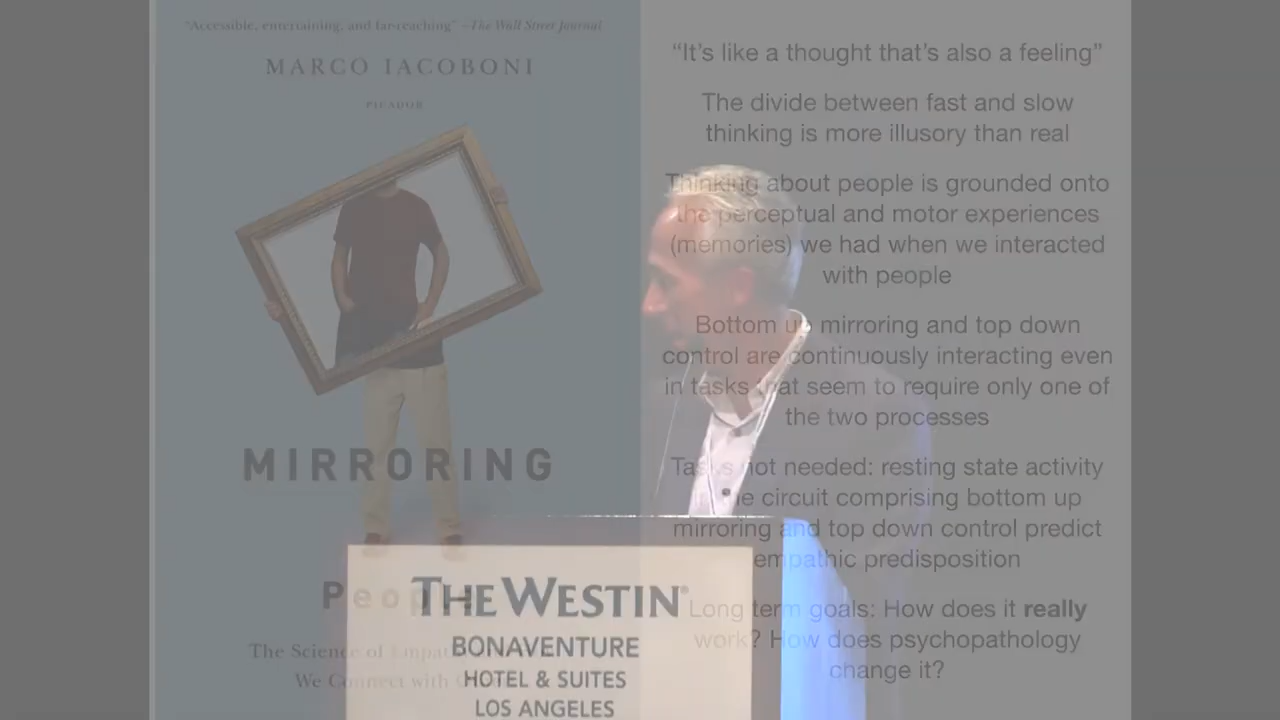 "Accessible, entertaining, and far-reaching" —The Wall Street Journal
MARCO IACOBONI
PICADOR
MIRRORING
People
The Science of Empathy
We Connect with
THE WESTIN®
BONAVENTURE
HOTEL & SUITES
LOS ANGELES
“It’s like a thought that’s also a feeling”
The divide between fast and slow
thinking is more illusory than real
Thinking about people is grounded onto
the perceptual and motor experiences
(memories) we had when we interacted
with people
Bottom up mirroring and top down
control are continuously interacting even
in tasks that seem to require only one of
the two processes
Tasks not needed: resting state activity
circuit comprising bottom up
mirroring and top down control predict
empathic predisposition
Long term goals: How does it really
work? How does psychopathology
change it?